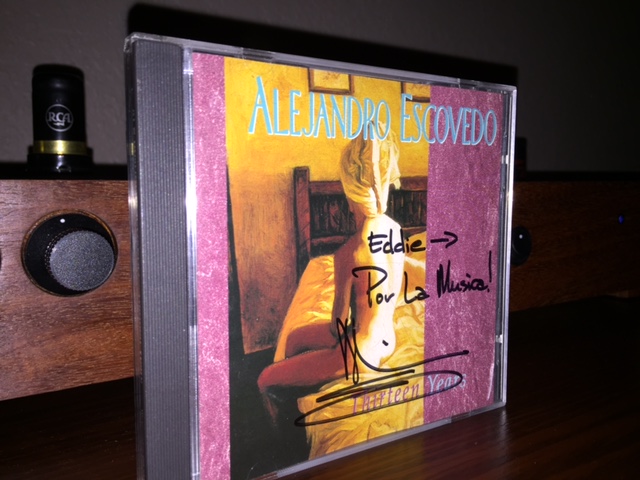 RCA
ALEJANDRO ESCOVEDO
Eddie →
Por La Musica!
Thirteen Years